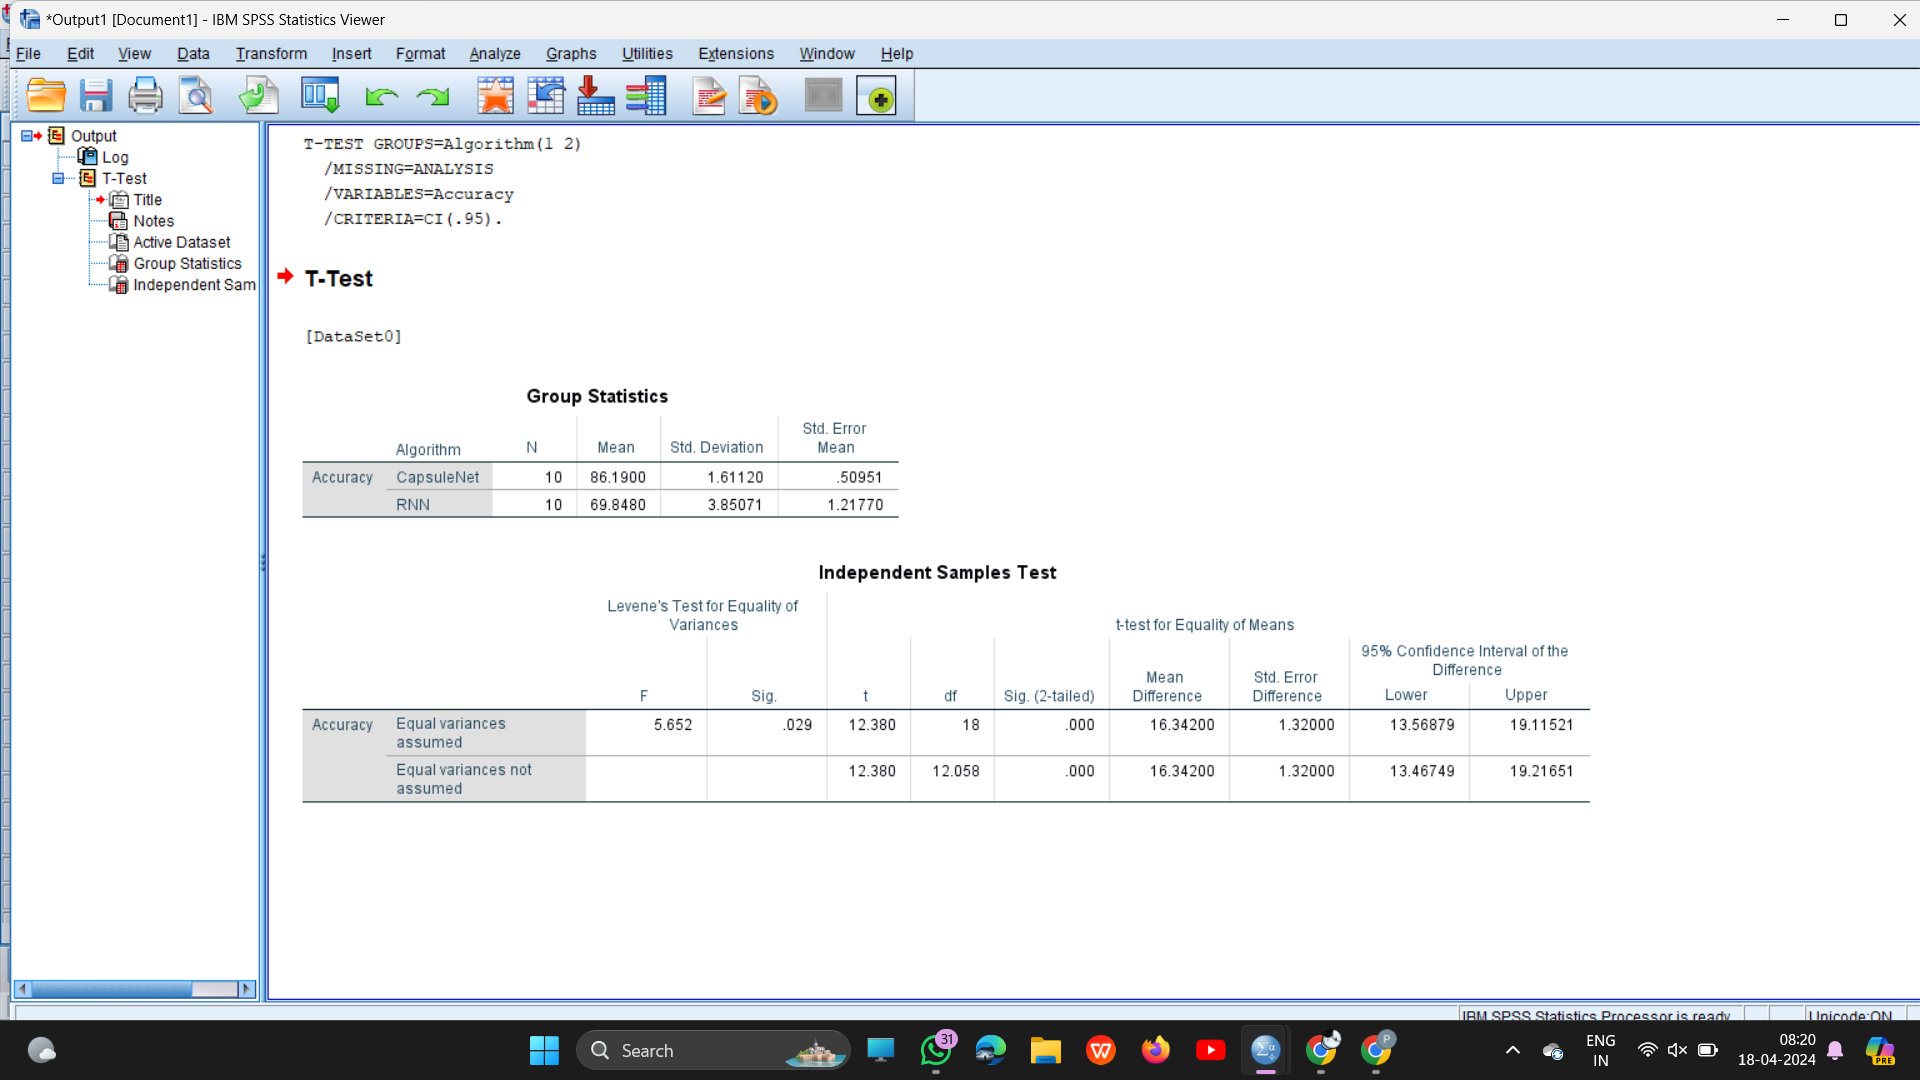 *Output1 [Document1] - IBM SPSS Statistics Viewer
File Edit View Data Transform Insert Format Analyze Graphs Utilities Extensions Window Help
Output
Log
T-Test
Title
Notes
Active Dataset
Group Statistics
Independent Sam
T-TEST GROUPS=Algorithm(1 2)
/MISSING=ANALYSIS
/VARIABLES=Accuracy
/CRITERIA=CI(.95).
T-Test
[DataSet0]
Group Statistics
Algorithm N Mean Std. Deviation Std. Error Mean
Accuracy CapsuleNet 10 86.1900 1.61120 .50951
RNN 10 69.8480 3.85071 1.21770
Independent Samples Test
Levene's Test for Equality of Variances t-test for Equality of Means
95% Confidence Interval of the Difference
F Sig. t df Sig. (2-tailed) Mean Difference Std. Error Difference Lower Upper
Accuracy Equal variances assumed 5.652 .029 12.380 18 .000 16.34200 1.32000 13.56879 19.11521
Equal variances not assumed 12.380 12.058 .000 16.34200 1.32000 13.46749 19.21651
IBM SPSS Statistics Processor is ready Unicode:ON
Search 31 P ENG IN 08:20 18-04-2024 PRE